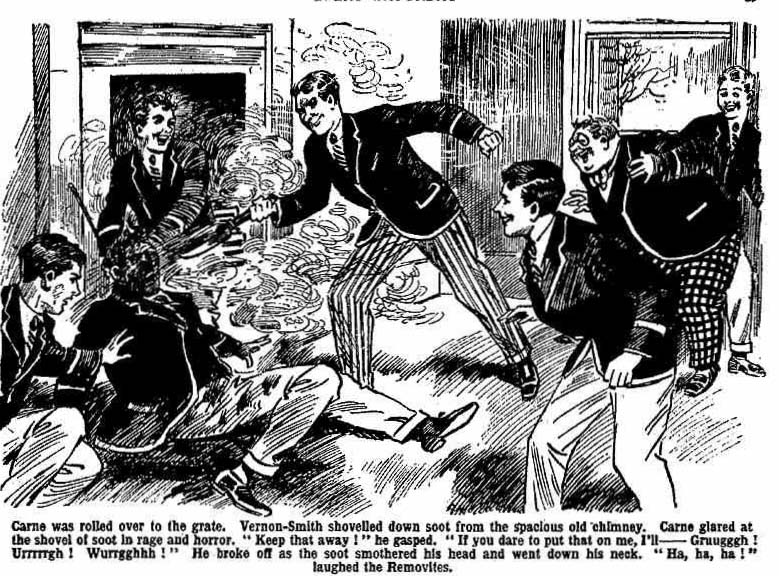 Carne was rolled over to the grate. Vernon-Smith shovelled down soot from the spacious old chimney. Carne glared at
the shovel of soot in rage and horror. " Keep that away ! " he gasped. " If you dare to put that on me, I'll—— Gruugggh !
Urrrrrgh ! Wurrgghhh ! " He broke off as the soot smothered his head and went down his neck. " Ha, ha, ha ! "
laughed the Removites.